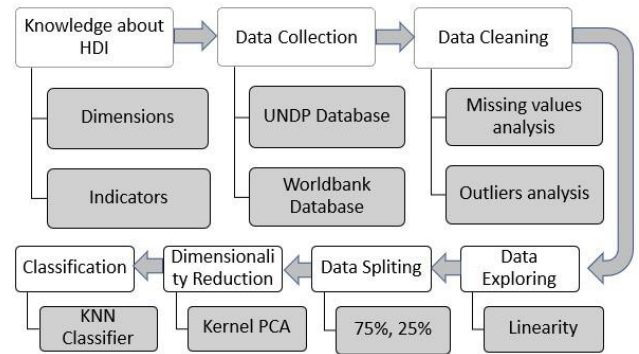 Knowledge about
HDI
Data Collection
Data Cleaning
Dimensions
UNDP Database
Missing values
analysis
Indicators
Worldbank
Database
Outliers analysis
Classification
Dimensionali
ty Reduction
Data Spliting
Data
Exploring
KNN
Classifier
Kernel PCA
75%, 25%
Linearity